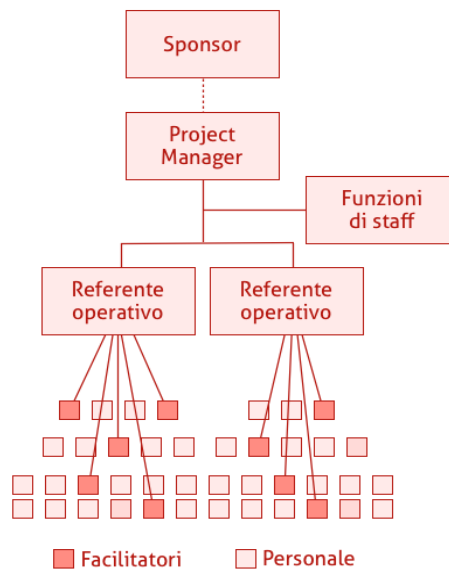 Sponsor
Project
Manager
Funzioni
di staff
Referente
operativo
Referente
operativo
Facilitatori
Personale